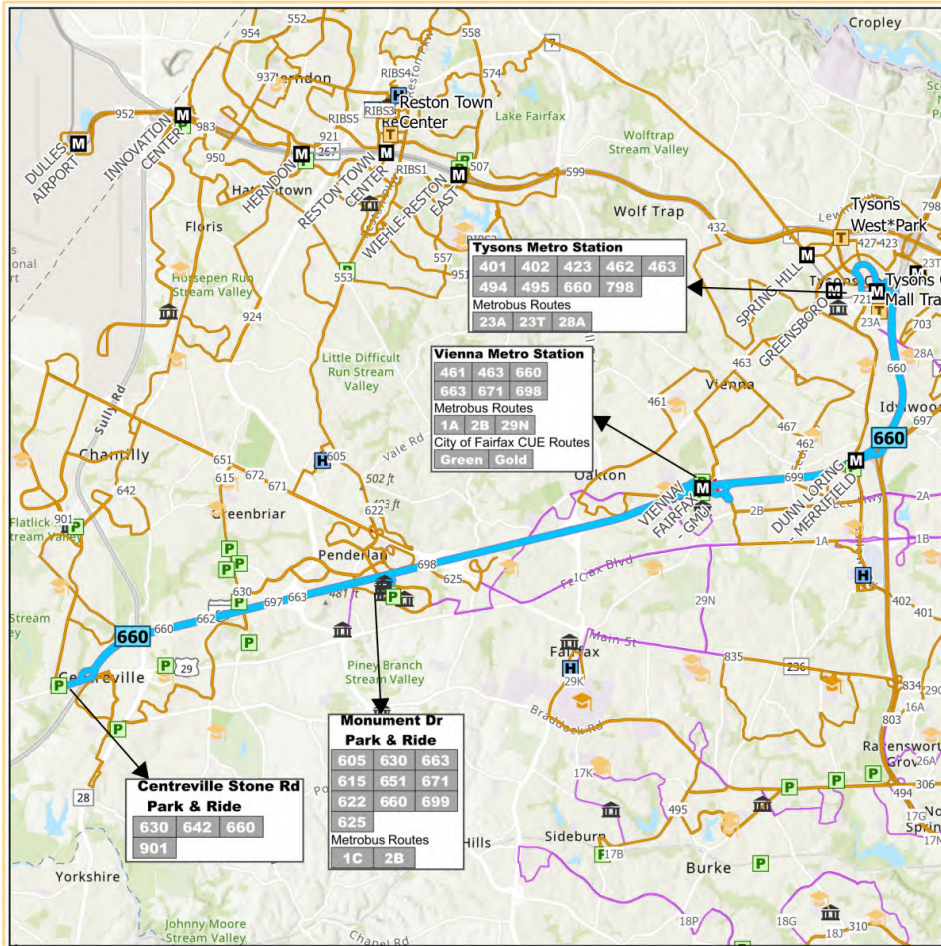 Cropley
552
954
558
7
574
937
Herndon
RIBS4
Reston Pkwy
Reston Town
Center
RIBS3
RIBS5
Lake Fairfax
952
INNOVATION
CENTER
983
921
267
Wolftrap
Stream Valley
DULLES
AIRPORT
950
HERNDON
RESTON TOWN
CENTER
RIBS1
507
599
WIEHLE-RESTON
EAST
Floris
Wolf Trap
432
Tysons
West*Park
798
427
423
23T
557
951
553
Horsepen Run
Stream Valley
924
Tysons Metro Station
401 402 423 462 463
494 495 660 798
Metrobus Routes
23A 23T 28A
SPRING HILL
GREENSBORO
721
23A
703
28A
463
660
Little Difficult
Run Stream
Valley
Vienna Metro Station
461 463 660
663 671 698
Metrobus Routes
1A 2B 29N
City of Fairfax CUE Routes
Green Gold
Vienna
461
467
462
697
660
Sully Rd
Chantilly
651
615
672
671
642
605
Vale Rd
502 ft
622
Greenbriar
Oakton
VIENNA/
FAIRFAX
- GMU
699
DUNN LORING
- MERRIFIELD
2B
2A
1A
1B
901
Flatlick
Stream Valley
Penderlan
698
625
Fairfax Blvd
630
481 ft
663
697
662
660
660
29N
402
401
Stream
Main St
Fairfax
29K
835
236
834
16A
Centreville
29
Piney Branch
Stream Valley
Braddock Rd
803
Ravensworth
Grov
26A
Monument Dr
Park & Ride
605 630 663
615 651 671
622 660 699
625
Metrobus Routes
1C 2B
Centreville Stone Rd
Park & Ride
630 642 660
901
28
17K
495
494
306
17G
Sideburn
17B
Burke
Hills
Yorkshire
Johnny Moore
Stream Valley
Chapel Rd
18P
18G
18J
310